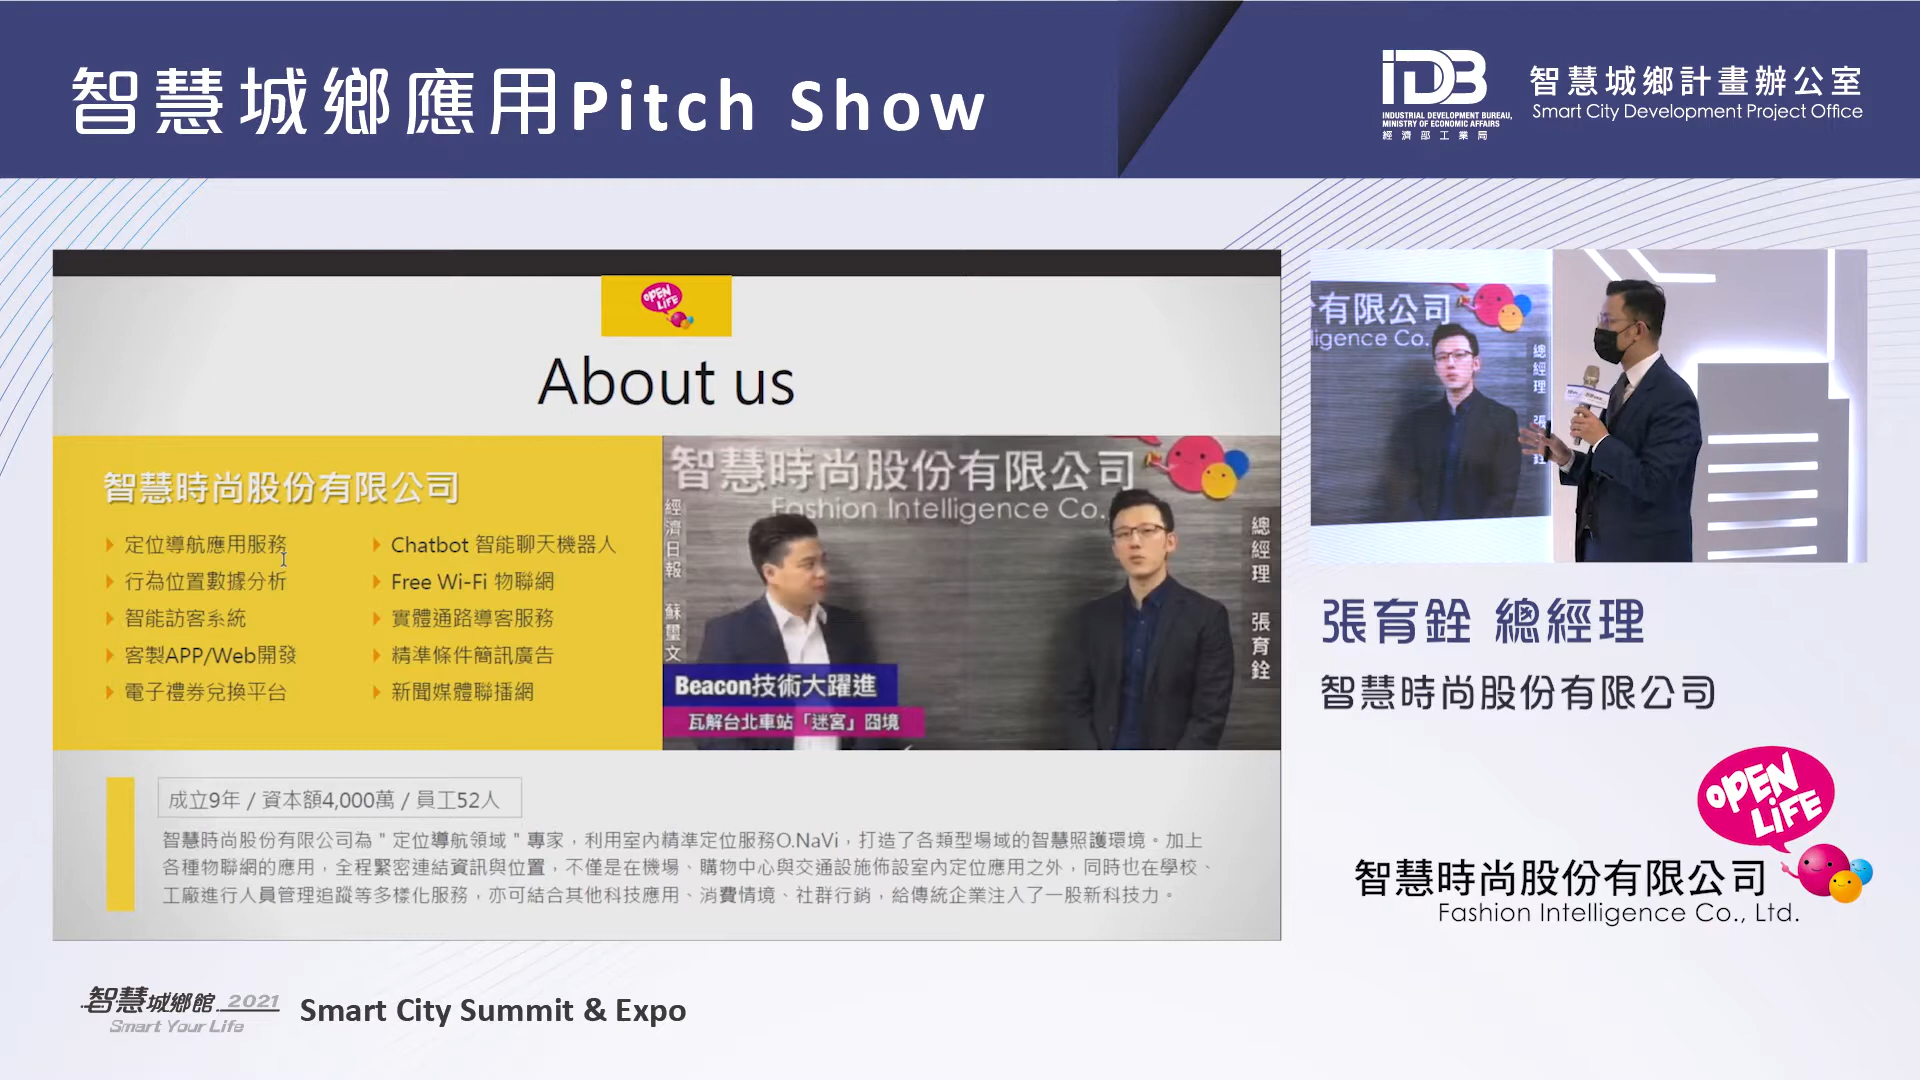 智慧城鄉應用Pitch Show
IDB
INDUSTRIAL DEVELOPMENT BUREAU,
MINISTRY OF ECONOMIC AFFAIRS
經濟部工業局
智慧城鄉計畫辦公室
Smart City Development Project Office
OPEN LiFE
About us
智慧時尚股份有限公司
定位導航應用服務
行為位置數據分析
智能訪客系統
客製APP/Web開發
電子禮券兌換平台
Chatbot 智能聊天機器人
Free Wi-Fi 物聯網
實體通路導客服務
精準條件簡訊廣告
新聞媒體聯播網
智慧時尚股份有限公司
Fashion Intelligence Co.,
經濟日報 蘇璽文
總經理 張育銓
Beacon技術大躍進
瓦解台北車站「迷宮」囧境
成立9年 / 資本額4,000萬 / 員工52人
智慧時尚股份有限公司為＂定位導航領域＂專家，利用室內精準定位服務O.NaVi，打造了各類型場域的智慧照護環境。加上
各種物聯網的應用，全程緊密連結資訊與位置，不僅是在機場、購物中心與交通設施佈設室內定位應用之外，同時也在學校、
工廠進行人員管理追蹤等多樣化服務，亦可結合其他科技應用、消費情境、社群行銷，給傳統企業注入了一股新科技力。
份有限公司
ligence Co.
總經理 張
張育銓 總經理
智慧時尚股份有限公司
OPEN LiFE
智慧時尚股份有限公司
Fashion Intelligence Co., Ltd.
智慧城鄉館 2021
Smart Your Life
Smart City Summit & Expo